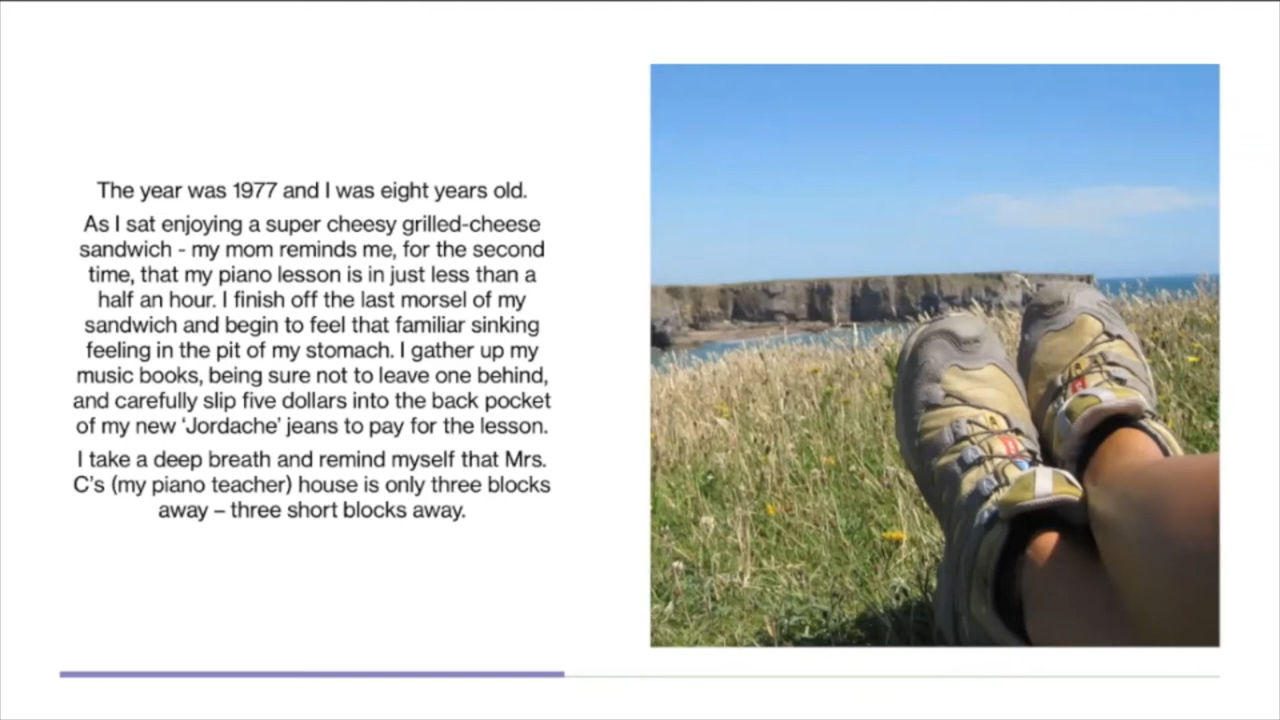 The year was 1977 and I was eight years old.
As I sat enjoying a super cheesy grilled-cheese
sandwich - my mom reminds me, for the second
time, that my piano lesson is in just less than a
half an hour. I finish off the last morsel of my
sandwich and begin to feel that familiar sinking
feeling in the pit of my stomach. I gather up my
music books, being sure not to leave one behind,
and carefully slip five dollars into the back pocket
of my new ‘Jordache’ jeans to pay for the lesson.
I take a deep breath and remind myself that Mrs.
C’s (my piano teacher) house is only three blocks
away – three short blocks away.